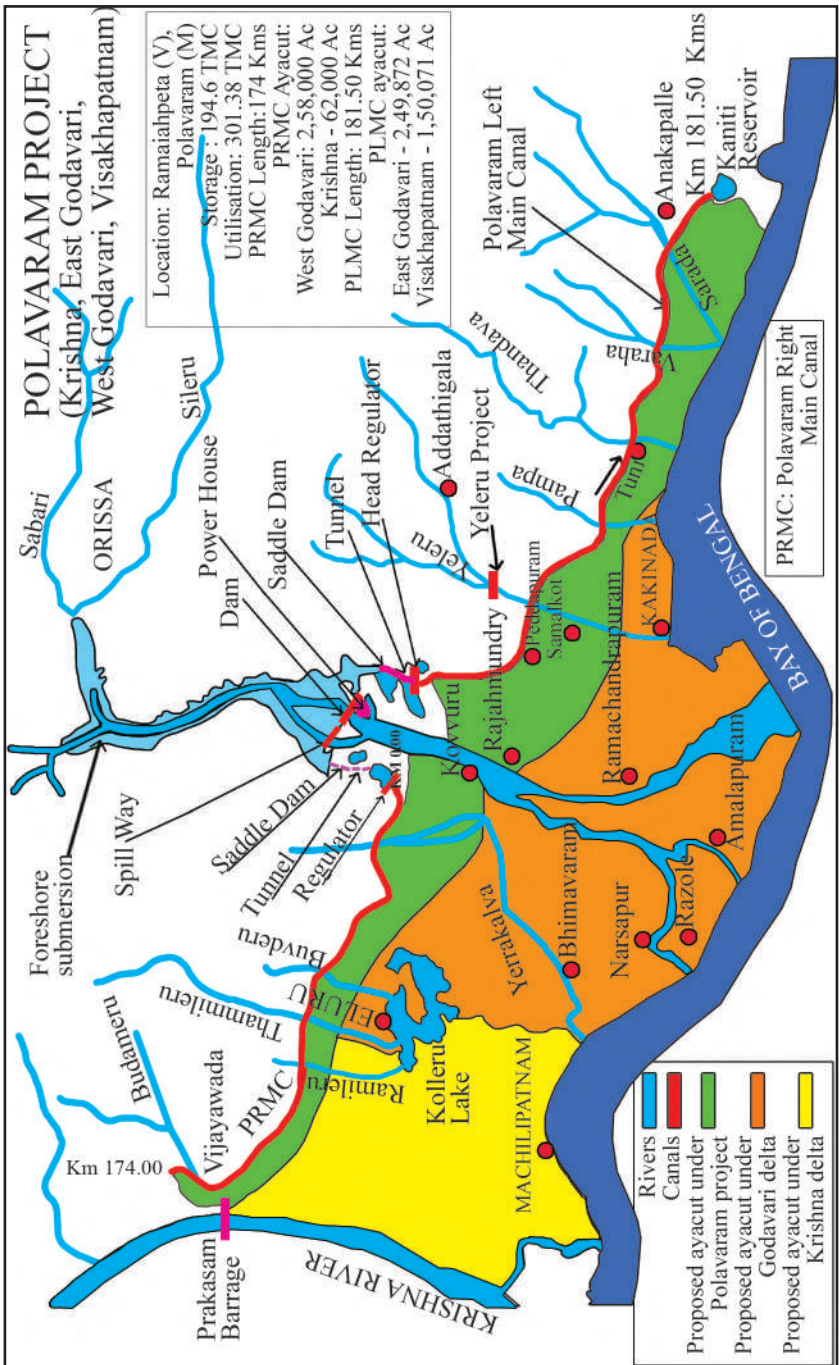 POLAVARAM PROJECT
(Krishna, East Godavari,
West Godavari, Visakhapatnam)
Location: Ramaiahpeta (V),
Polavaram (M)
Storage : 194.6 TMC
Utilisation: 301.38 TMC
PRMC Length:174 Kms
PRMC Ayacut:
West Godavari: 2,58,000 Ac
Krishna - 62,000 Ac
PLMC Length: 181.50 Kms
PLMC ayacut:
East Godavari - 2,49,872 Ac
Visakhapatnam - 1,50,071 Ac
Sabari
ORISSA
Sileru
Power House
Dam
Saddle Dam
Tunnel
Head Regulator
Foreshore
submersion
Spill Way
Saddle Dam
Tunnel
Regulator
KM 0.00
Addathigala
Yeleru
Yeleru Project
Pampa
Thandava
Varaha
Sarada
Polavaram Left
Main Canal
Anakapalle
Km 181.50 Kms
Kaniti
Reservoir
Tuni
Peddapuram
Samalkot
KAKINADA
Rajahmundry
Kovvuru
Ramachandrapuram
Amalapuram
Razole
Narsapur
Bhimavaram
Yerrakalva
Buvderu
Thammileru
Ramileru
ELURU
Kolleru
Lake
Budameru
Vijayawada
PRMC
Km 174.00
Prakasam
Barrage
KRISHNA RIVER
MACHILIPATNAM
BAY OF BENGAL
PRMC: Polavaram Right
Main Canal
Rivers
Canals
Proposed ayacut under
Polavaram project
Proposed ayacut under
Godavari delta
Proposed ayacut under
Krishna delta